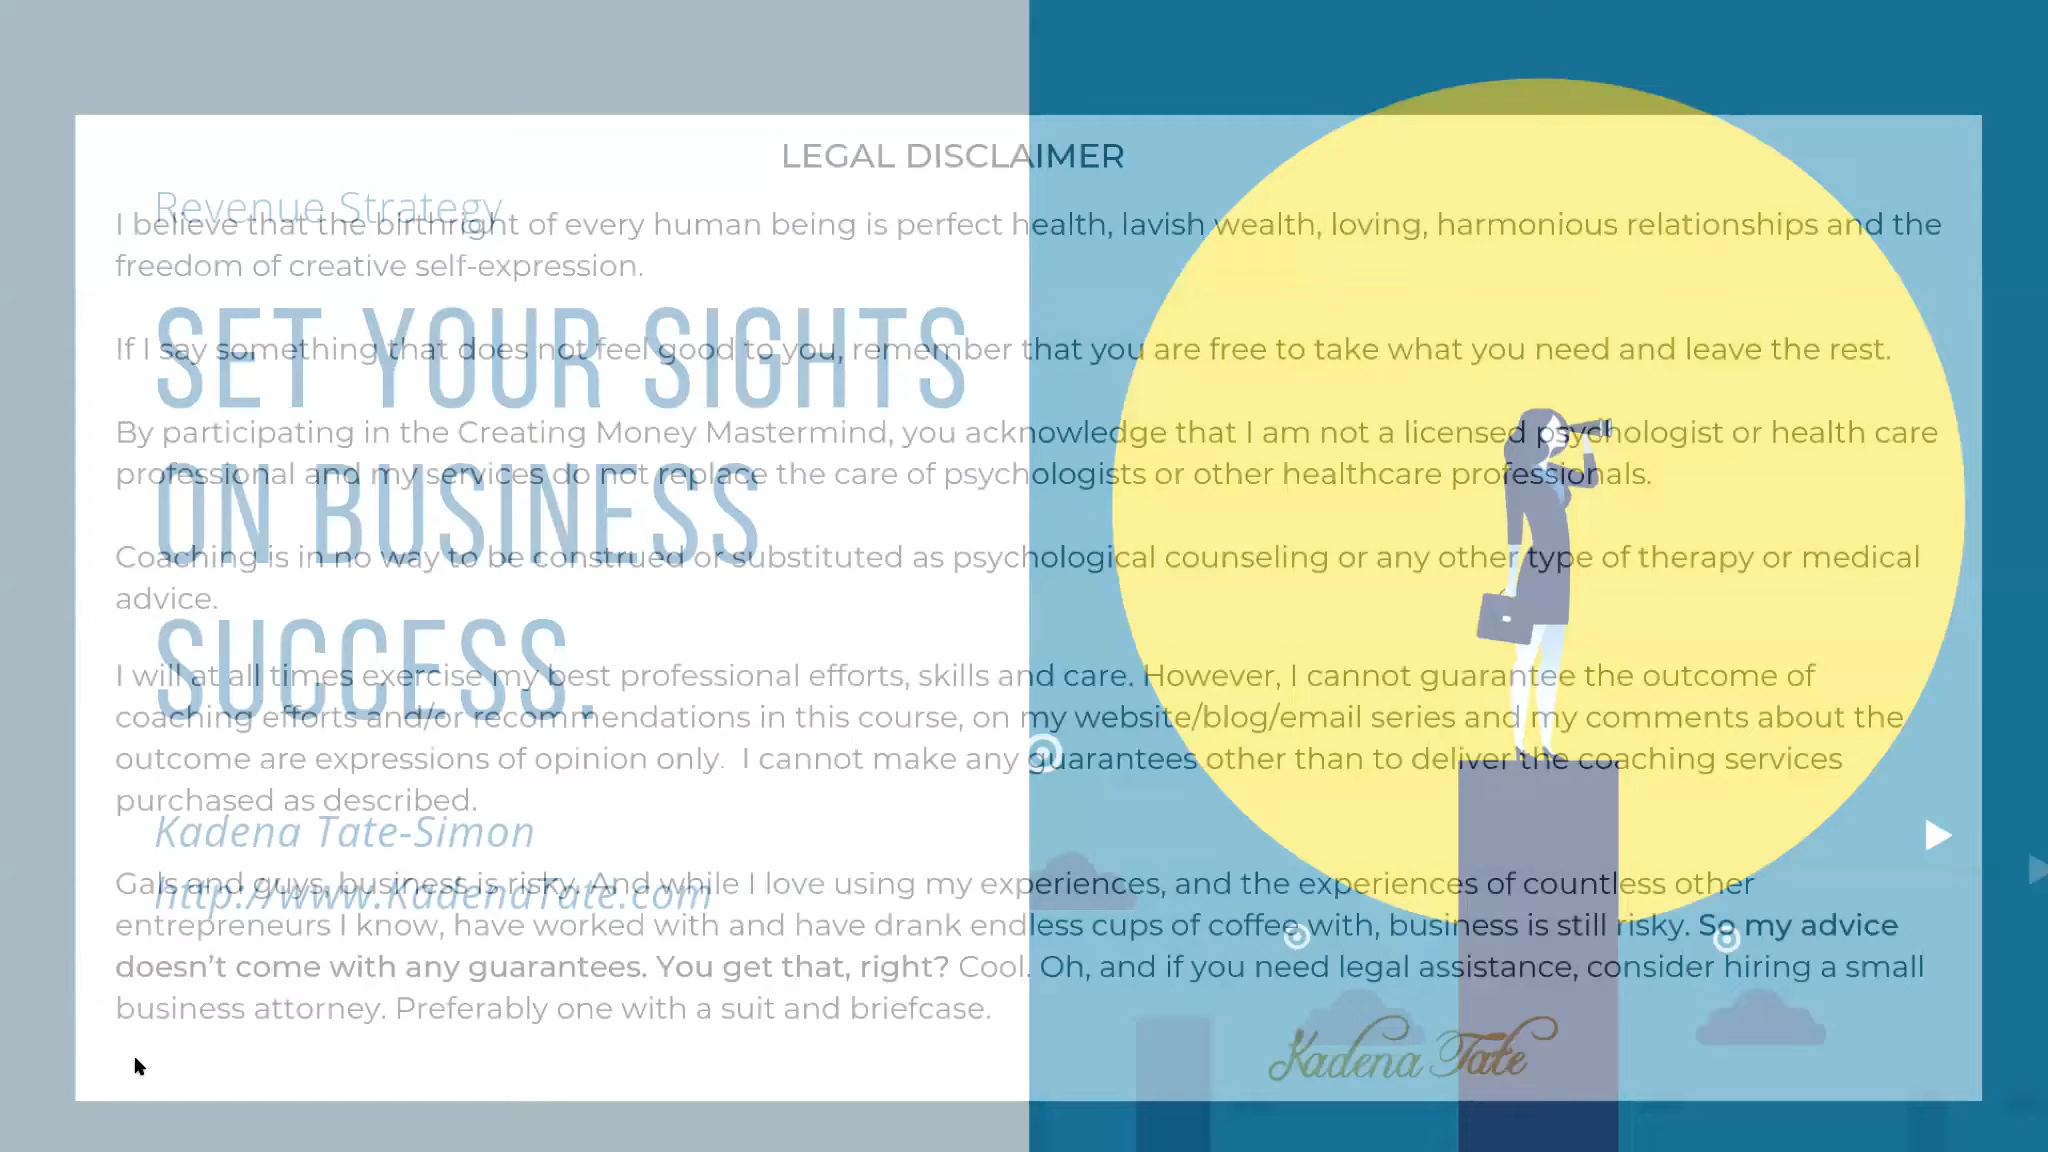 LEGAL DISCLAIMER
Revenue Strategy
I believe that the birthright of every human being is perfect health, lavish wealth, loving, harmonious relationships and the
freedom of creative self-expression.
SET YOUR SIGHTS
If I say something that does not feel good to you, remember that you are free to take what you need and leave the rest.
By participating in the Creating Money Mastermind, you acknowledge that I am not a licensed psychologist or health care
professional and my services do not replace the care of psychologists or other healthcare professionals.
ON BUSINESS
Coaching is in no way to be construed or substituted as psychological counseling or any other type of therapy or medical
advice.
SUCCESS.
I will at all times exercise my best professional efforts, skills and care. However, I cannot guarantee the outcome of
coaching efforts and/or recommendations in this course, on my website/blog/email series and my comments about the
outcome are expressions of opinion only. I cannot make any guarantees other than to deliver the coaching services
purchased as described.
Kadena Tate-Simon
Gals and guys, business is risky. And while I love using my experiences, and the experiences of countless other
http://www.KadenaTate.com
entrepreneurs I know, have worked with and have drank endless cups of coffee with, business is still risky. So my advice
doesn't come with any guarantees. You get that, right? Cool. Oh, and if you need legal assistance, consider hiring a small
business attorney. Preferably one with a suit and briefcase.
Kadena Tate